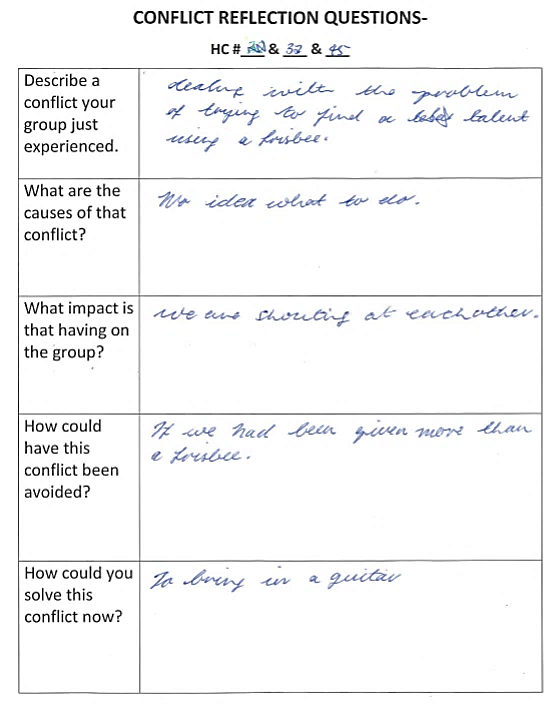 CONFLICT REFLECTION QUESTIONS-
HC # & 32 & 45
Describe a
conflict your
group just
experienced.
dealing with the problem
of trying to find a talent
using a frisbee.
What are the
causes of that
conflict?
No idea what to do.
What impact is
that having on
the group?
we are shouting at eachother.
How could
have this
conflict been
avoided?
If we had been given more than
a frisbee.
How could you
solve this
conflict now?
To bring in a guitar